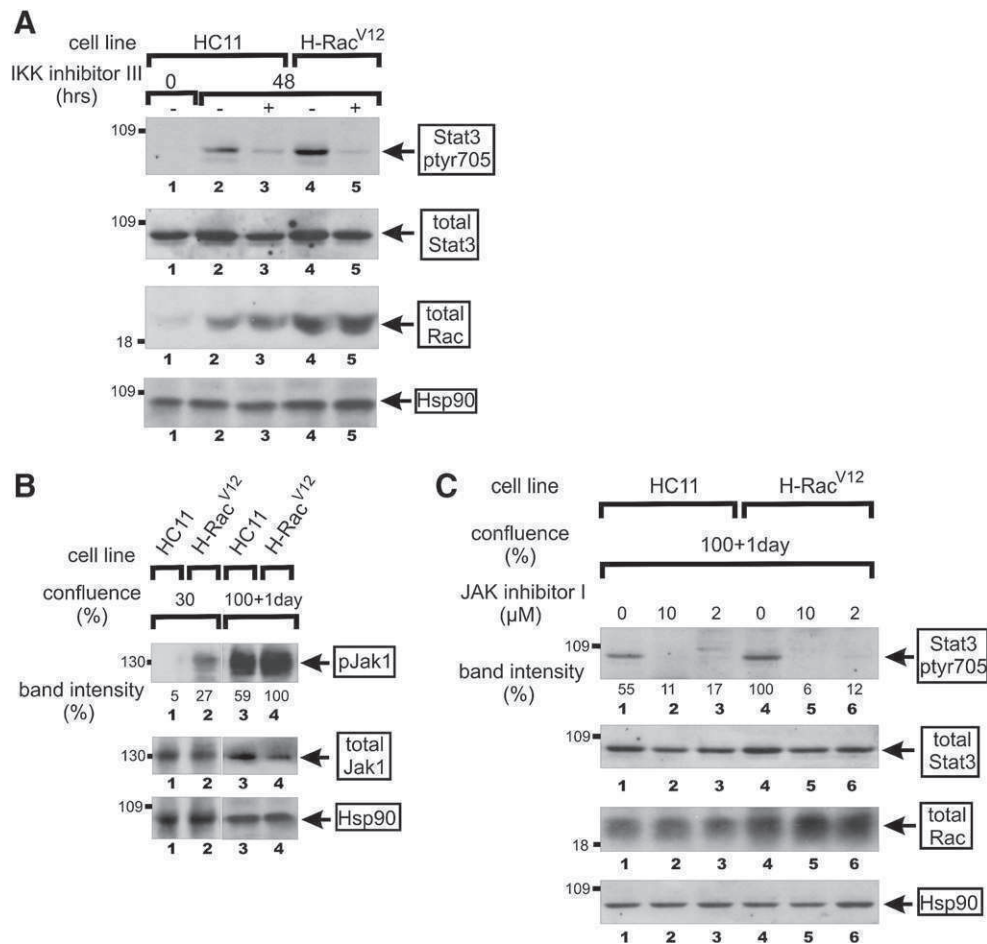 A
cell line HC11 H-Rac^V12
IKK inhibitor III 0 48
(hrs) - - + - +
109 Stat3
ptyr705
1 2 3 4 5
109 total
Stat3
1 2 3 4 5
total
Rac
18
1 2 3 4 5
109 Hsp90
1 2 3 4 5
B
cell line HC11 H-Rac^V12 HC11 H-Rac^V12
confluence 30 100+1day
(%)
130 pJak1
band intensity 5 27 59 100
(%) 1 2 3 4
130 total
Jak1
1 2 3 4
109 Hsp90
1 2 3 4
C
cell line HC11 H-Rac^V12
confluence 100+1day
(%)
JAK inhibitor I
(µM) 0 10 2 0 10 2
109 Stat3
ptyr705
band intensity
(%) 55 11 17 100 6 12
1 2 3 4 5 6
109 total
Stat3
1 2 3 4 5 6
total
Rac
18
1 2 3 4 5 6
109 Hsp90
1 2 3 4 5 6